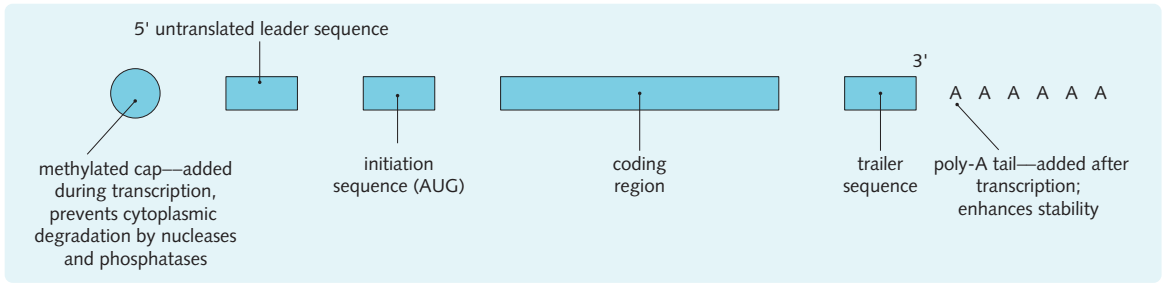 5' untranslated leader sequence
3'
A A A A A A
methylated cap––added
during transcription,
prevents cytoplasmic
degradation by nucleases
and phosphatases
initiation
sequence (AUG)
coding
region
trailer
sequence
poly-A tail––added after
transcription;
enhances stability